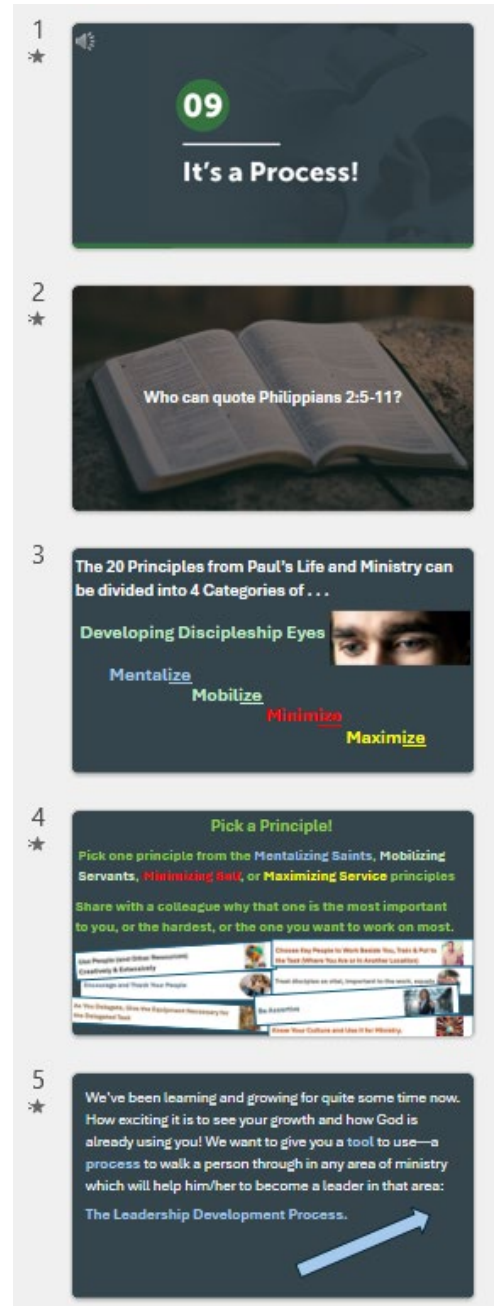 1
09
It's a Process!
2
Who can quote Philippians 2:5-11?
3
The 20 Principles from Paul's Life and Ministry can
be divided into 4 Categories of . . .
Developing Discipleship Eyes
Mentalize
Mobilize
Minimize
Maximize
4
Pick a Principle!
Pick one principle from the Mentalizing Saints, Mobilizing
Servants, Minimizing Self, or Maximizing Service principles
Share with a colleague why that one is the most important
to you, or the hardest, or the one you want to work on most.
Use People (and Other Resources)
Creatively & Extensively
Choose Key People to Work Beside You, Train & Put to
the Task (Where You Are or in Another Location)
Encourage and Thank Your People
Treat disciples as vital, important to the work, equals
As You Delegate, Give the Equipment Necessary for
the Delegated Task
Be Assertive
Know Your Culture and Use it for Ministry.
5
We've been learning and growing for quite some time now.
How exciting it is to see your growth and how God is
already using you! We want to give you a tool to use—a
process to walk a person through in any area of ministry
which will help him/her to become a leader in that area:
The Leadership Development Process.